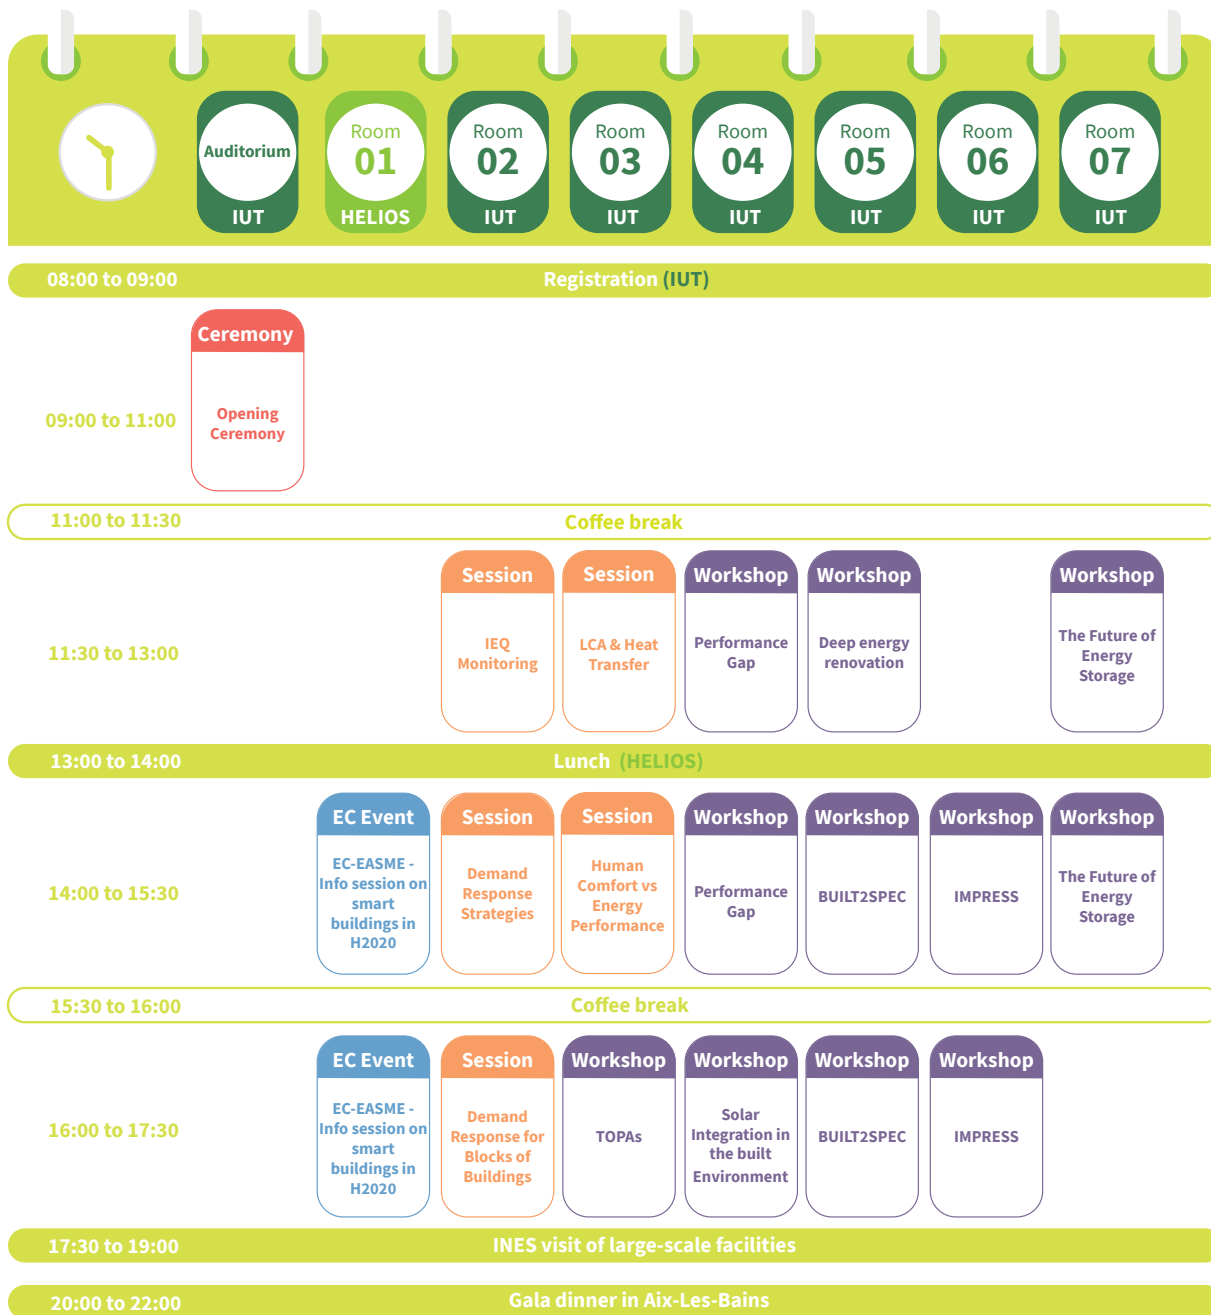 Auditorium
IUT
Room
01
HELIOS
Room
02
IUT
Room
03
IUT
Room
04
IUT
Room
05
IUT
Room
06
IUT
Room
07
IUT
08:00 to 09:00
Registration (IUT)
09:00 to 11:00
Ceremony
Opening
Ceremony
11:00 to 11:30
Coffee break
11:30 to 13:00
Session
IEQ
Monitoring
Session
LCA & Heat
Transfer
Workshop
Performance
Gap
Workshop
Deep energy
renovation
Workshop
The Future of
Energy
Storage
13:00 to 14:00
Lunch (HELIOS)
14:00 to 15:30
EC Event
EC-EASME -
Info session on
smart
buildings in
H2020
Session
Demand
Response
Strategies
Session
Human
Comfort vs
Energy
Performance
Workshop
Performance
Gap
Workshop
BUILT2SPEC
Workshop
IMPRESS
Workshop
The Future of
Energy
Storage
15:30 to 16:00
Coffee break
16:00 to 17:30
EC Event
EC-EASME -
Info session on
smart
buildings in
H2020
Session
Demand
Response for
Blocks of
Buildings
Workshop
TOPAs
Workshop
Solar
Integration in
the built
Environment
Workshop
BUILT2SPEC
Workshop
IMPRESS
17:30 to 19:00
INES visit of large-scale facilities
20:00 to 22:00
Gala dinner in Aix-Les-Bains